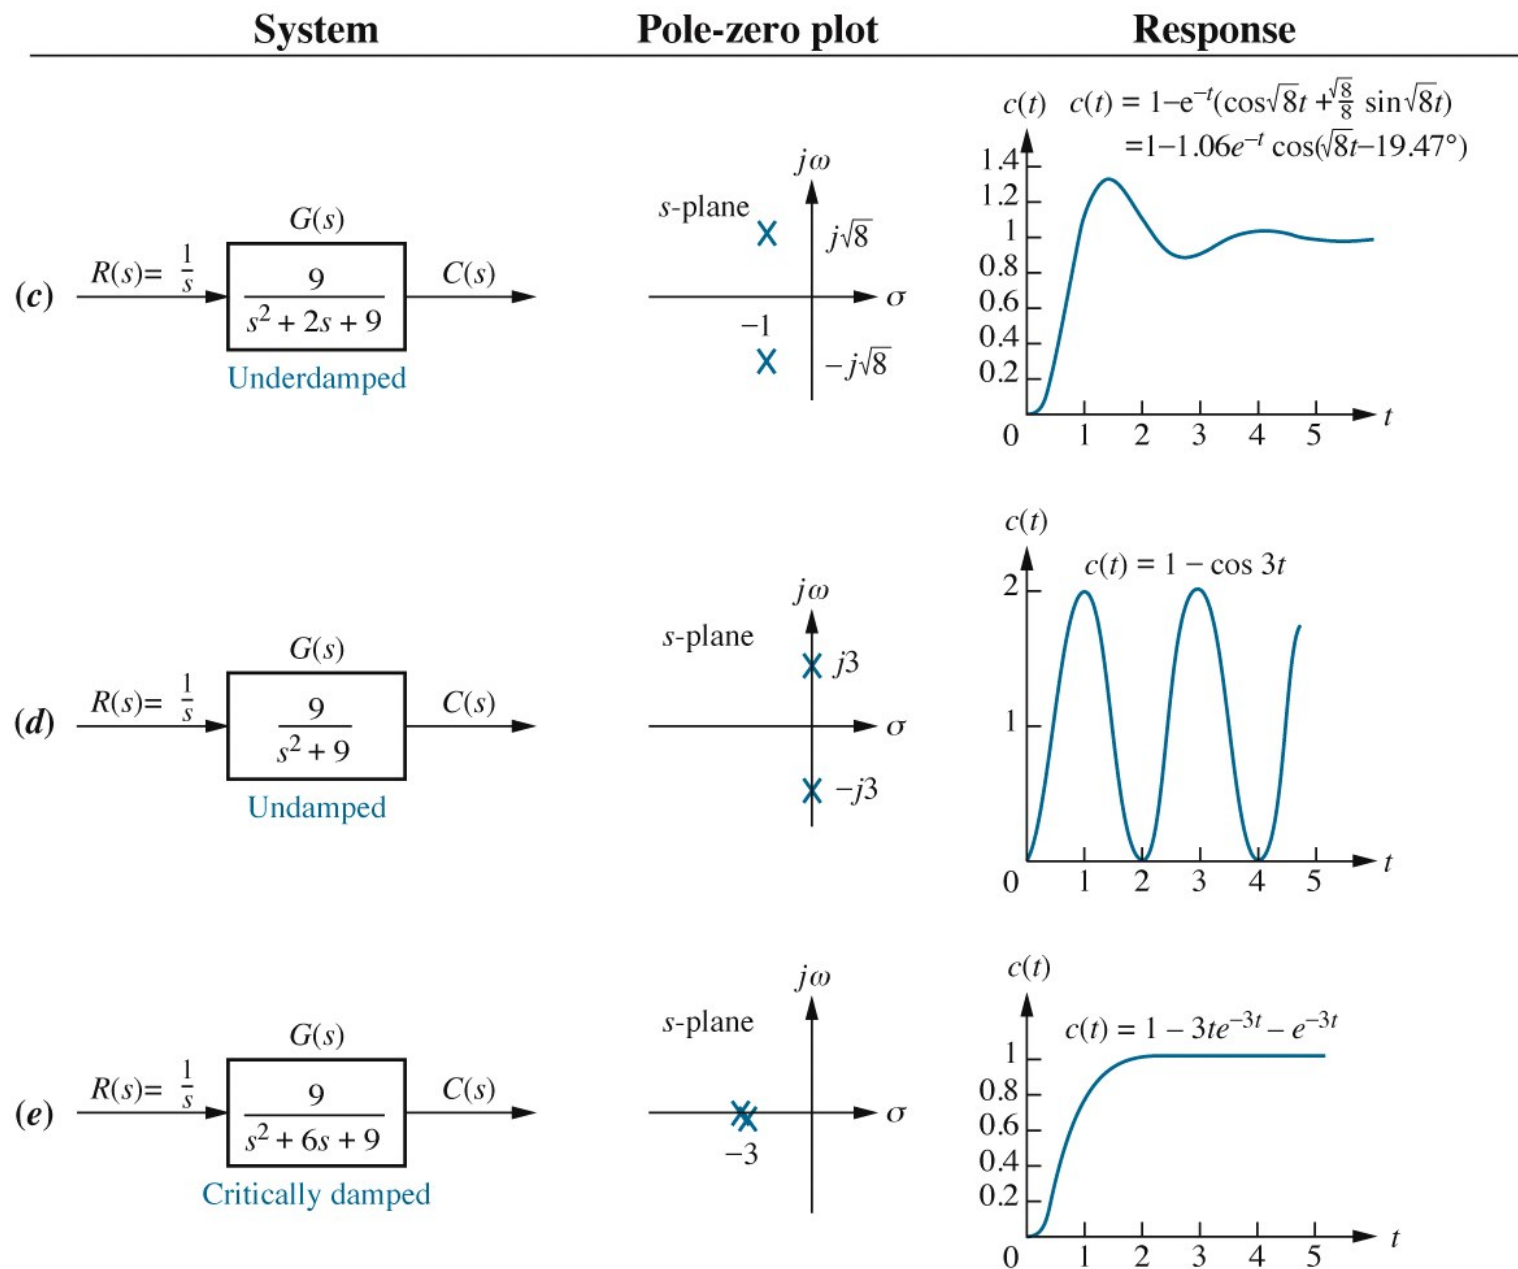 System Pole-zero plot Response
(c)
R(s)= 1/s
G(s)
9
s² + 2s + 9
C(s)
Underdamped
jω
s-plane
j√8
σ
−1
−j√8
c(t) c(t) = 1–e⁻ᵗ(cos√8t +√8/8 sin√8t)
=1–1.06e⁻ᵗ cos(√8t–19.47°)
1.4
1.2
1
0.8
0.6
0.4
0.2
0 1 2 3 4 5 t
(d)
R(s)= 1/s
G(s)
9
s² + 9
C(s)
Undamped
jω
s-plane
j3
σ
−j3
c(t)
c(t) = 1 – cos 3t
2
1
0 1 2 3 4 5 t
(e)
R(s)= 1/s
G(s)
9
s² + 6s + 9
C(s)
Critically damped
jω
s-plane
σ
−3
c(t)
c(t) = 1 – 3te⁻³ᵗ – e⁻³ᵗ
1
0.8
0.6
0.4
0.2
0 1 2 3 4 5 t